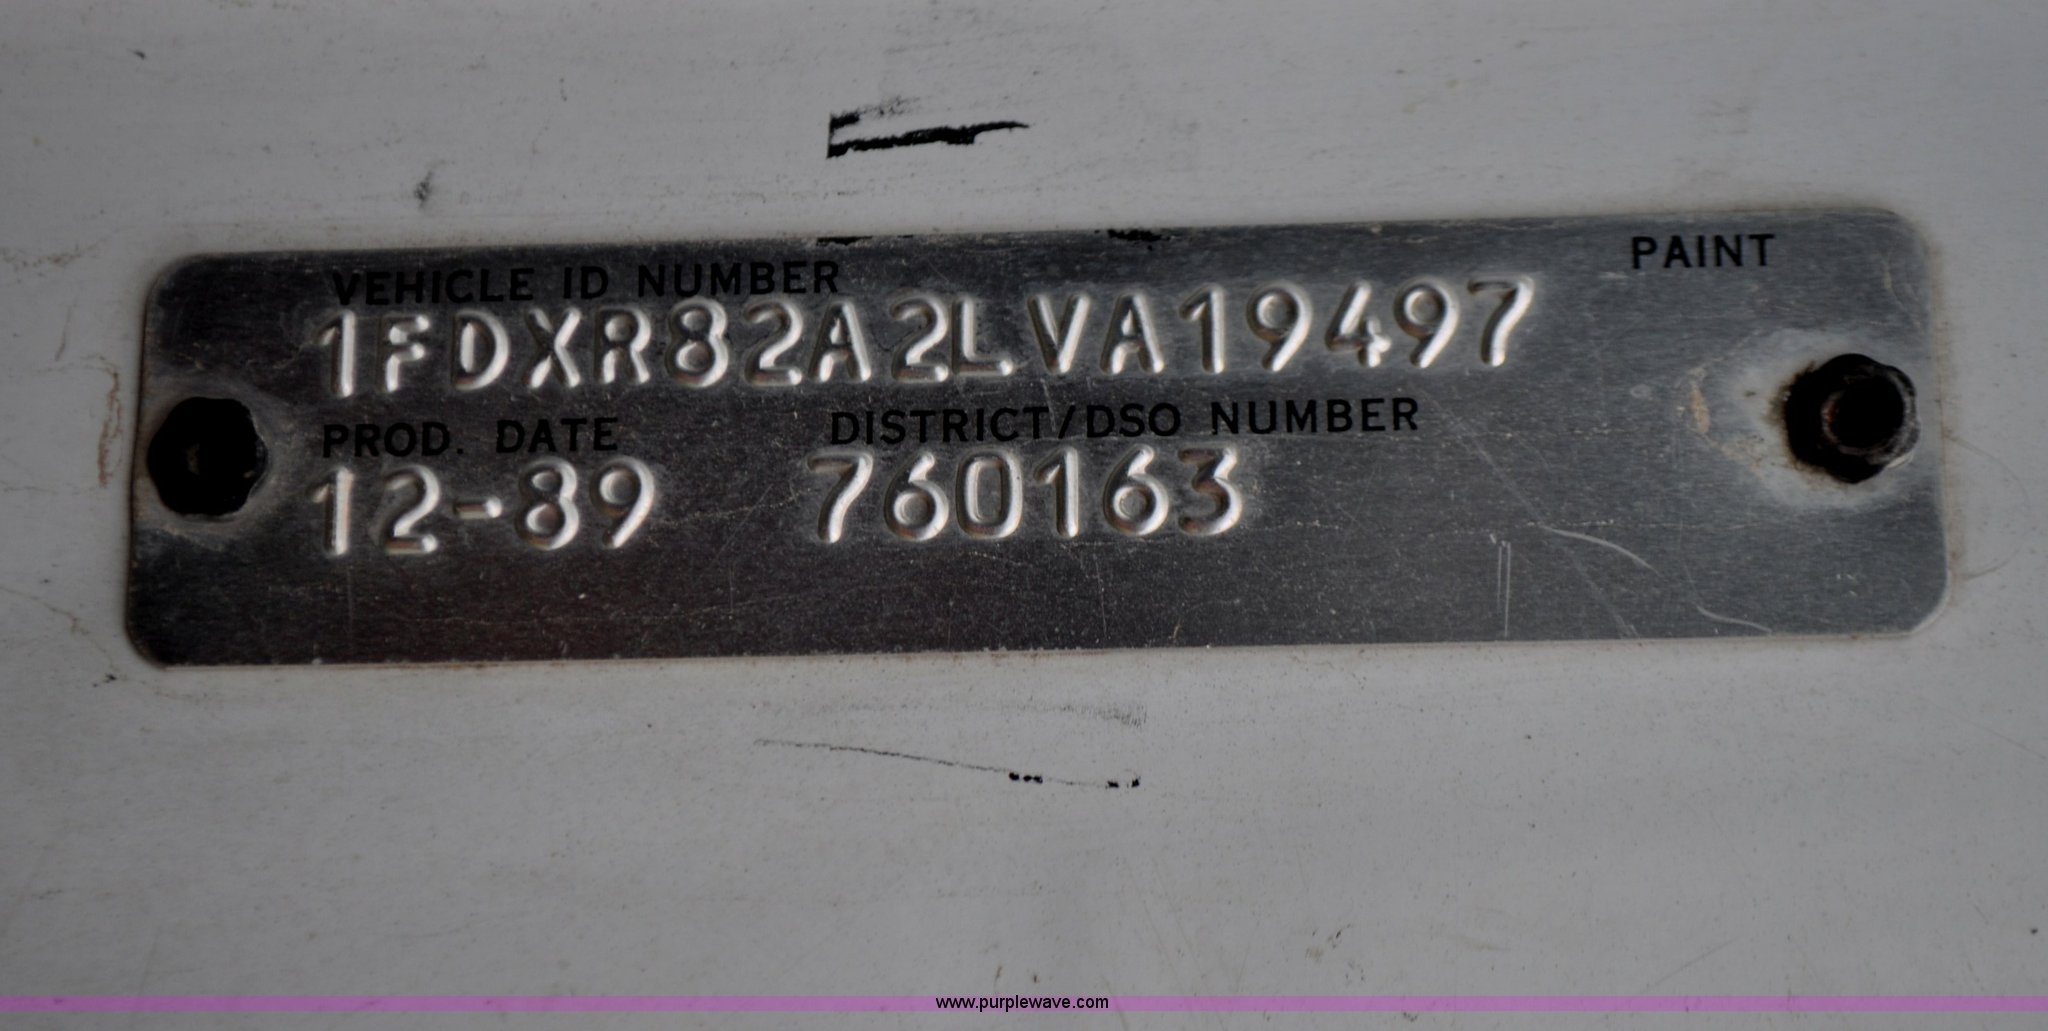 VEHICLE ID NUMBER PAINT
1FDXR82A2LVA19497
PROD. DATE DISTRICT/DSO NUMBER
12-89 760163
www.purplewave.com